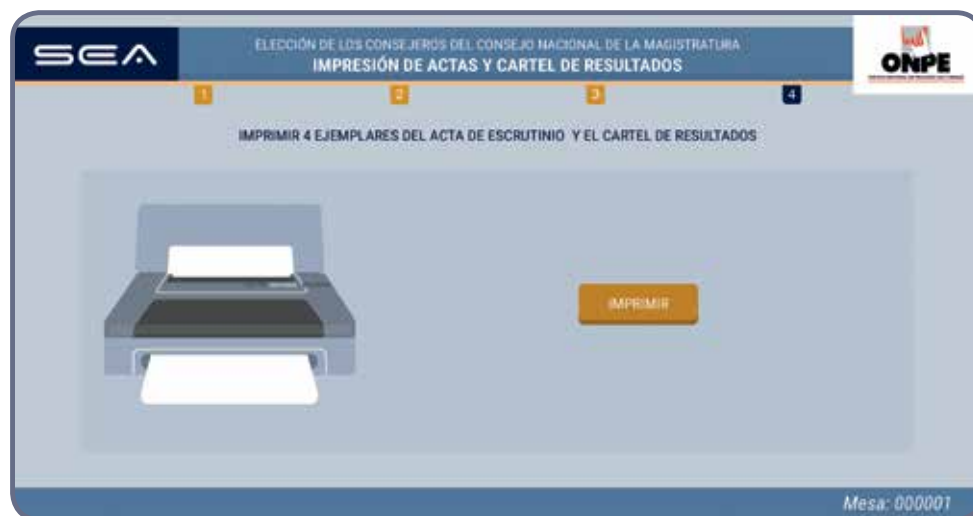 SEA
ELECCIÓN DE LOS CONSEJEROS DEL CONSEJO NACIONAL DE LA MAGISTRATURA
IMPRESIÓN DE ACTAS Y CARTEL DE RESULTADOS
ONPE
1 2 3 4
IMPRIMIR 4 EJEMPLARES DEL ACTA DE ESCRUTINIO Y EL CARTEL DE RESULTADOS
IMPRIMIR
Mesa: 000001